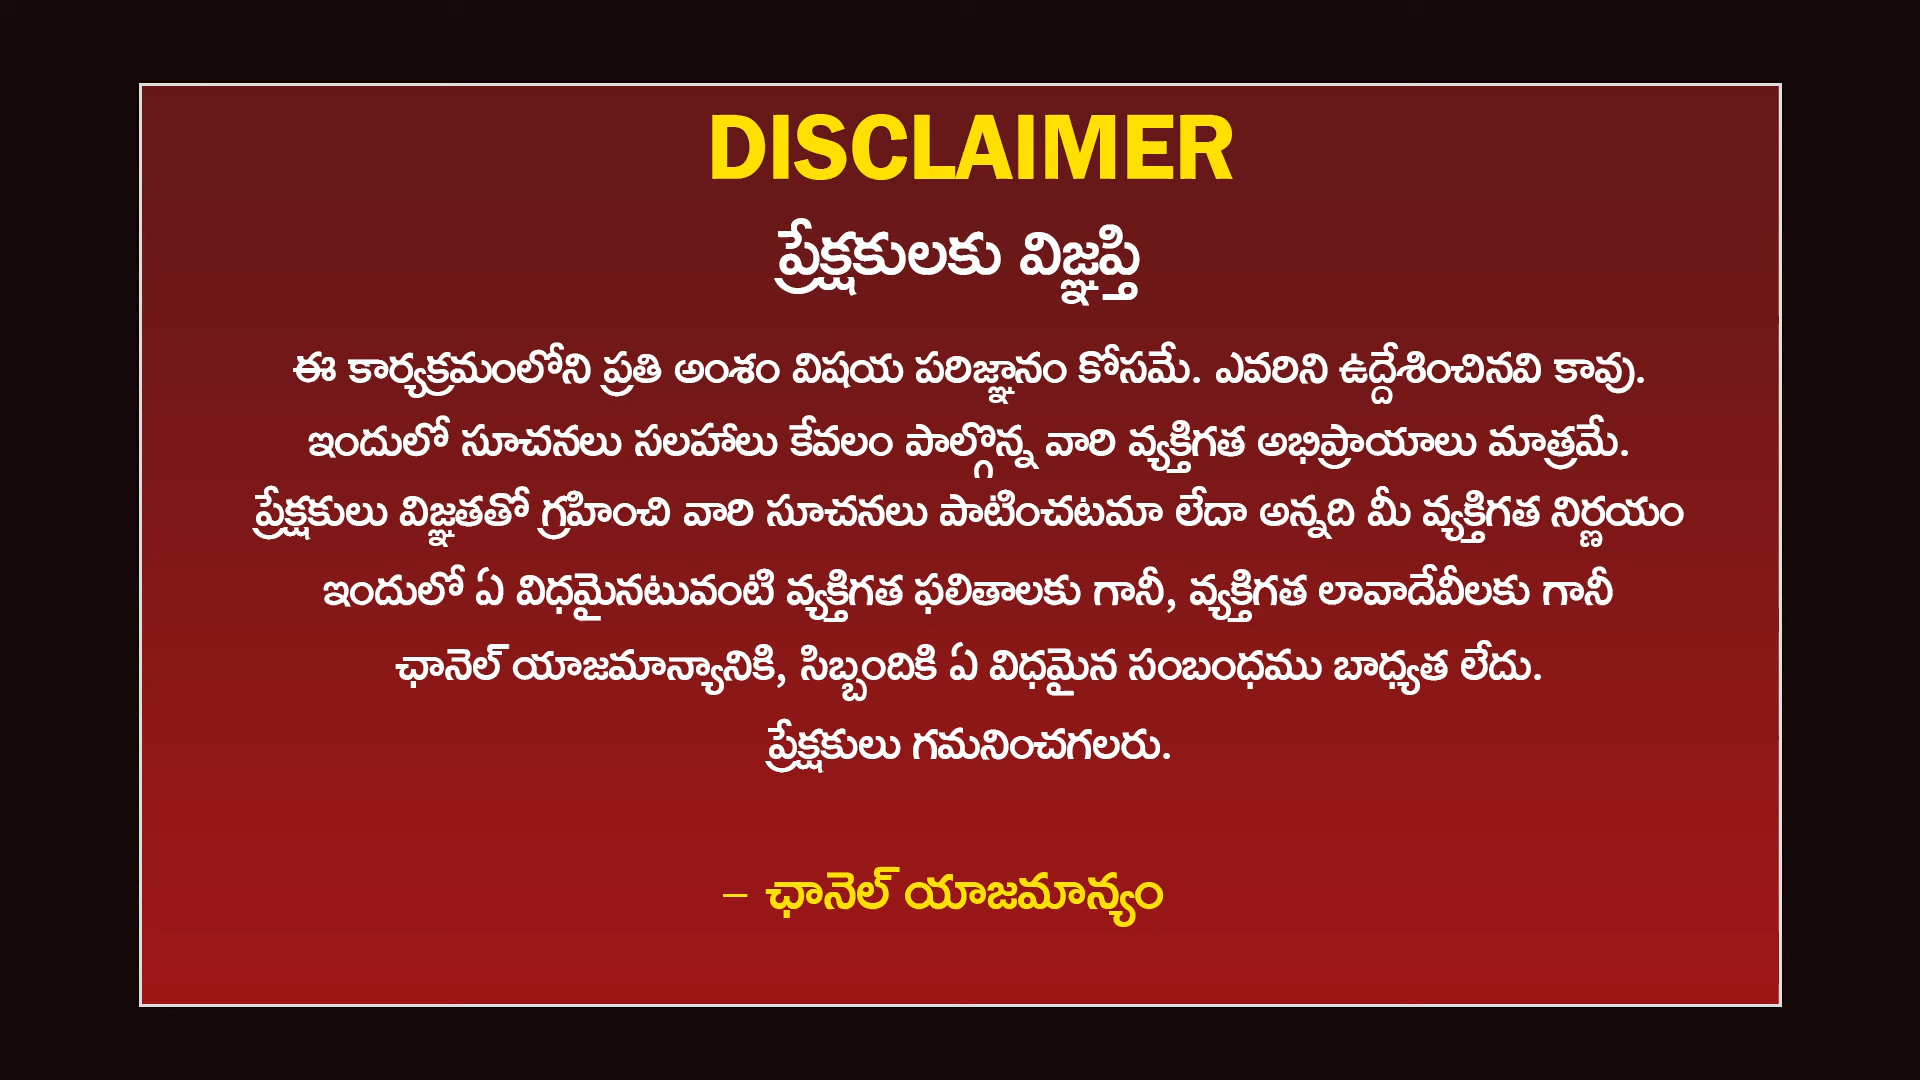 DISCLAIMER
ప్రేక్షకులకు విజ్ఞప్తి
ఈ కార్యక్రమంలోని ప్రతి అంశం విషయ పరిజ్ఞానం కోసమే. ఎవరిని ఉద్దేశించినవి కావు.
ఇందులో సూచనలు సలహాలు కేవలం పాల్గొన్న వారి వ్యక్తిగత అభిప్రాయాలు మాత్రమే.
ప్రేక్షకులు విజ్ఞతతో గ్రహించి వారి సూచనలు పాటించటమా లేదా అన్నది మీ వ్యక్తిగత నిర్ణయం
ఇందులో ఏ విధమైనటువంటి వ్యక్తిగత ఫలితాలకు గానీ, వ్యక్తిగత లావాదేవీలకు గానీ
ఛానెల్ యాజమాన్యానికి, సిబ్బందికి ఏ విధమైన సంబంధము బాధ్యత లేదు.
ప్రేక్షకులు గమనించగలరు.
– ఛానెల్ యాజమాన్యం